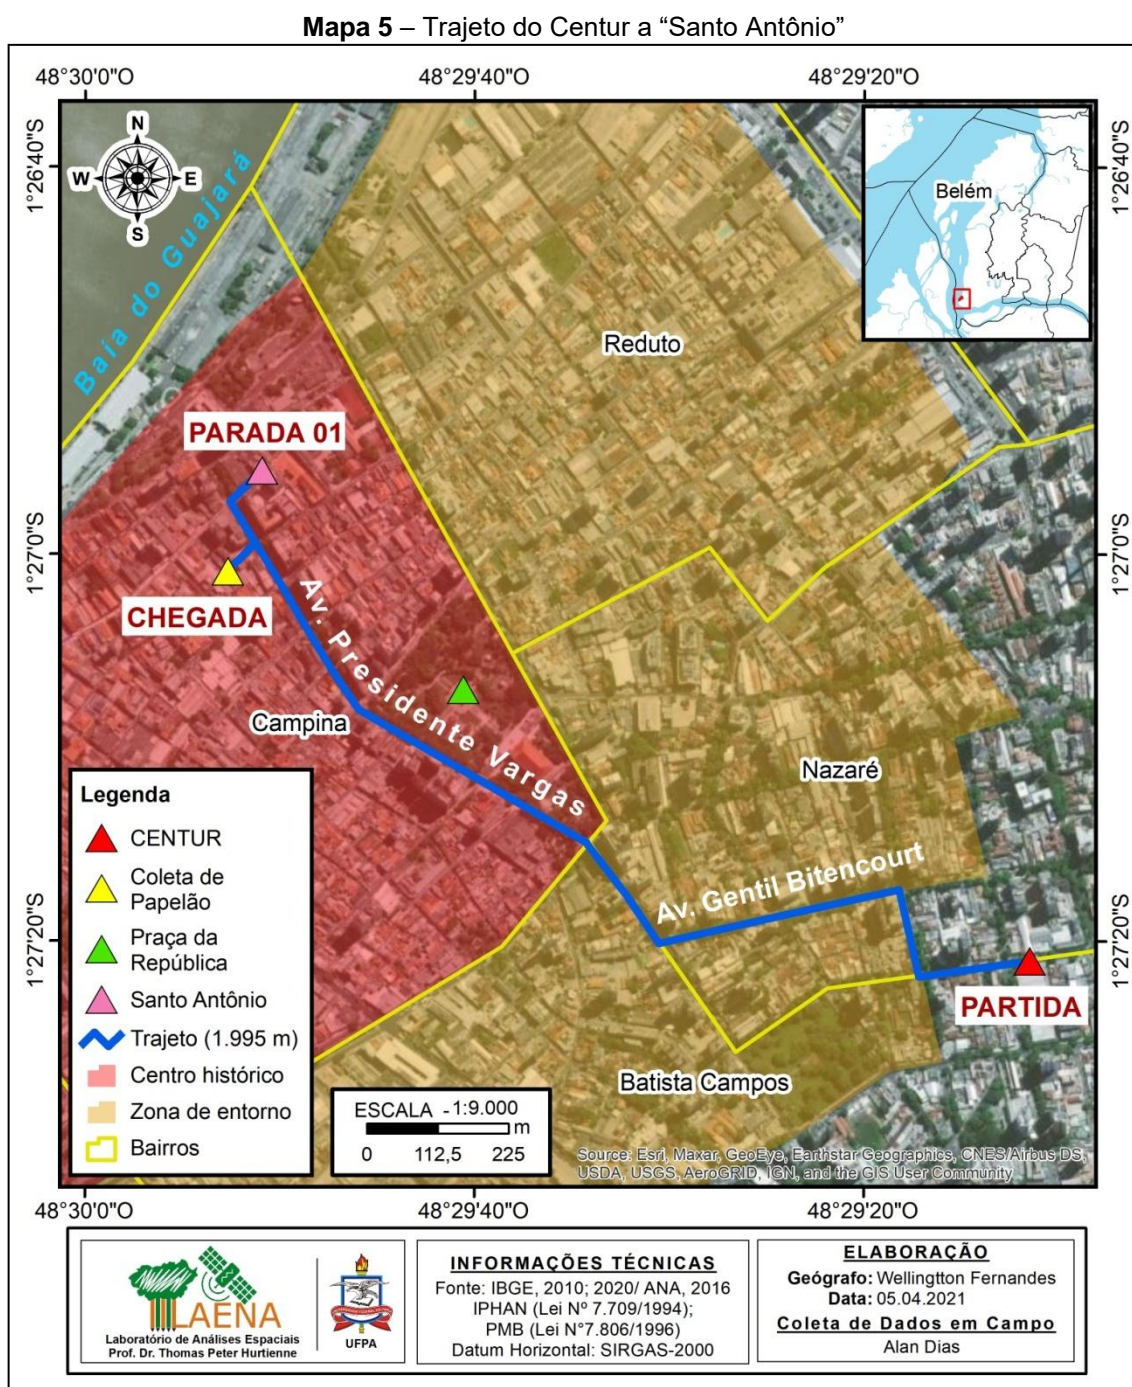 Mapa 5 – Trajeto do Centur a “Santo Antônio”
48°30'0"O 48°29'40"O 48°29'20"O
1°26'40"S 1°26'40"S
N
W E
S
Baía do Guajará
Belém
Reduto
PARADA 01
1°27'0"S 1°27'0"S
CHEGADA
Av. Presidente Vargas
Campina
Nazaré
Av. Gentil Bitencourt
1°27'20"S 1°27'20"S
PARTIDA
Batista Campos
Legenda
CENTUR
Coleta de
Papelão
Praça da
República
Santo Antônio
Trajeto (1.995 m)
Centro histórico
Zona de entorno
Bairros
ESCALA - 1:9.000
m
0 112,5 225
Source: Esri, Maxar, GeoEye, Earthstar Geographics, CNES/Airbus DS,
USDA, USGS, AeroGRID, IGN, and the GIS User Community
48°30'0"O 48°29'40"O 48°29'20"O
LAENA
Laboratório de Análises Espaciais
Prof. Dr. Thomas Peter Hurtienne
UFPA
INFORMAÇÕES TÉCNICAS
Fonte: IBGE, 2010; 2020/ ANA, 2016
IPHAN (Lei Nº 7.709/1994);
PMB (Lei N°7.806/1996)
Datum Horizontal: SIRGAS-2000
ELABORAÇÃO
Geógrafo: Wellingtton Fernandes
Data: 05.04.2021
Coleta de Dados em Campo
Alan Dias